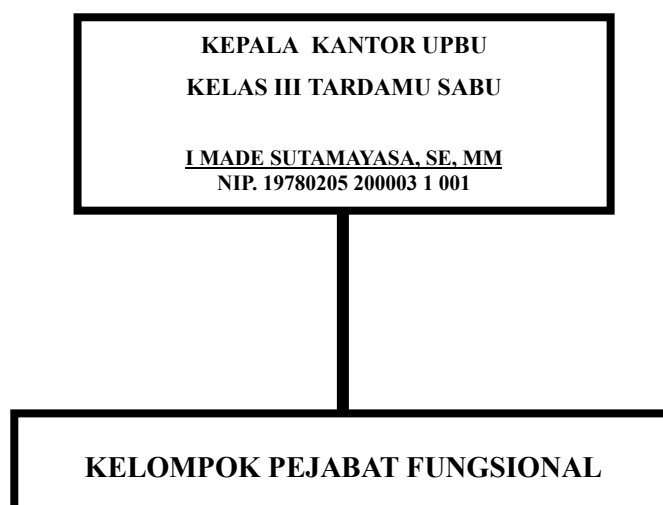 KEPALA KANTOR UPBU
KELAS III TARDAMU SABU
I MADE SUTAMAYASA, SE, MM
NIP. 19780205 200003 1 001
KELOMPOK PEJABAT FUNGSIONAL